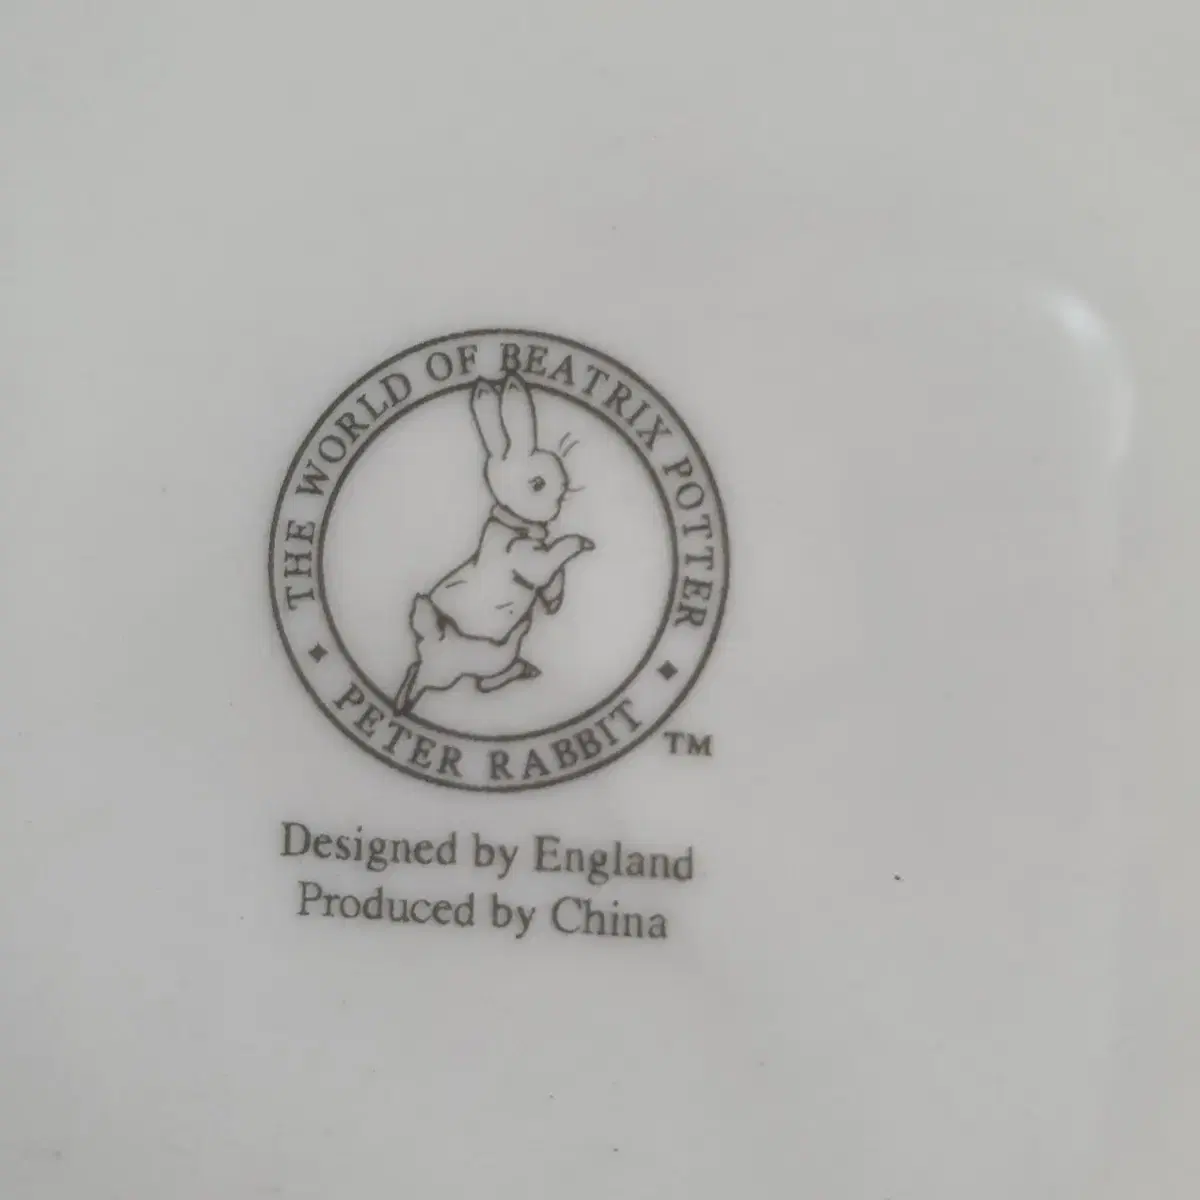 THE WORLD OF BEATRIX POTTER
PETER RABBIT
TM
Designed by England
Produced by China